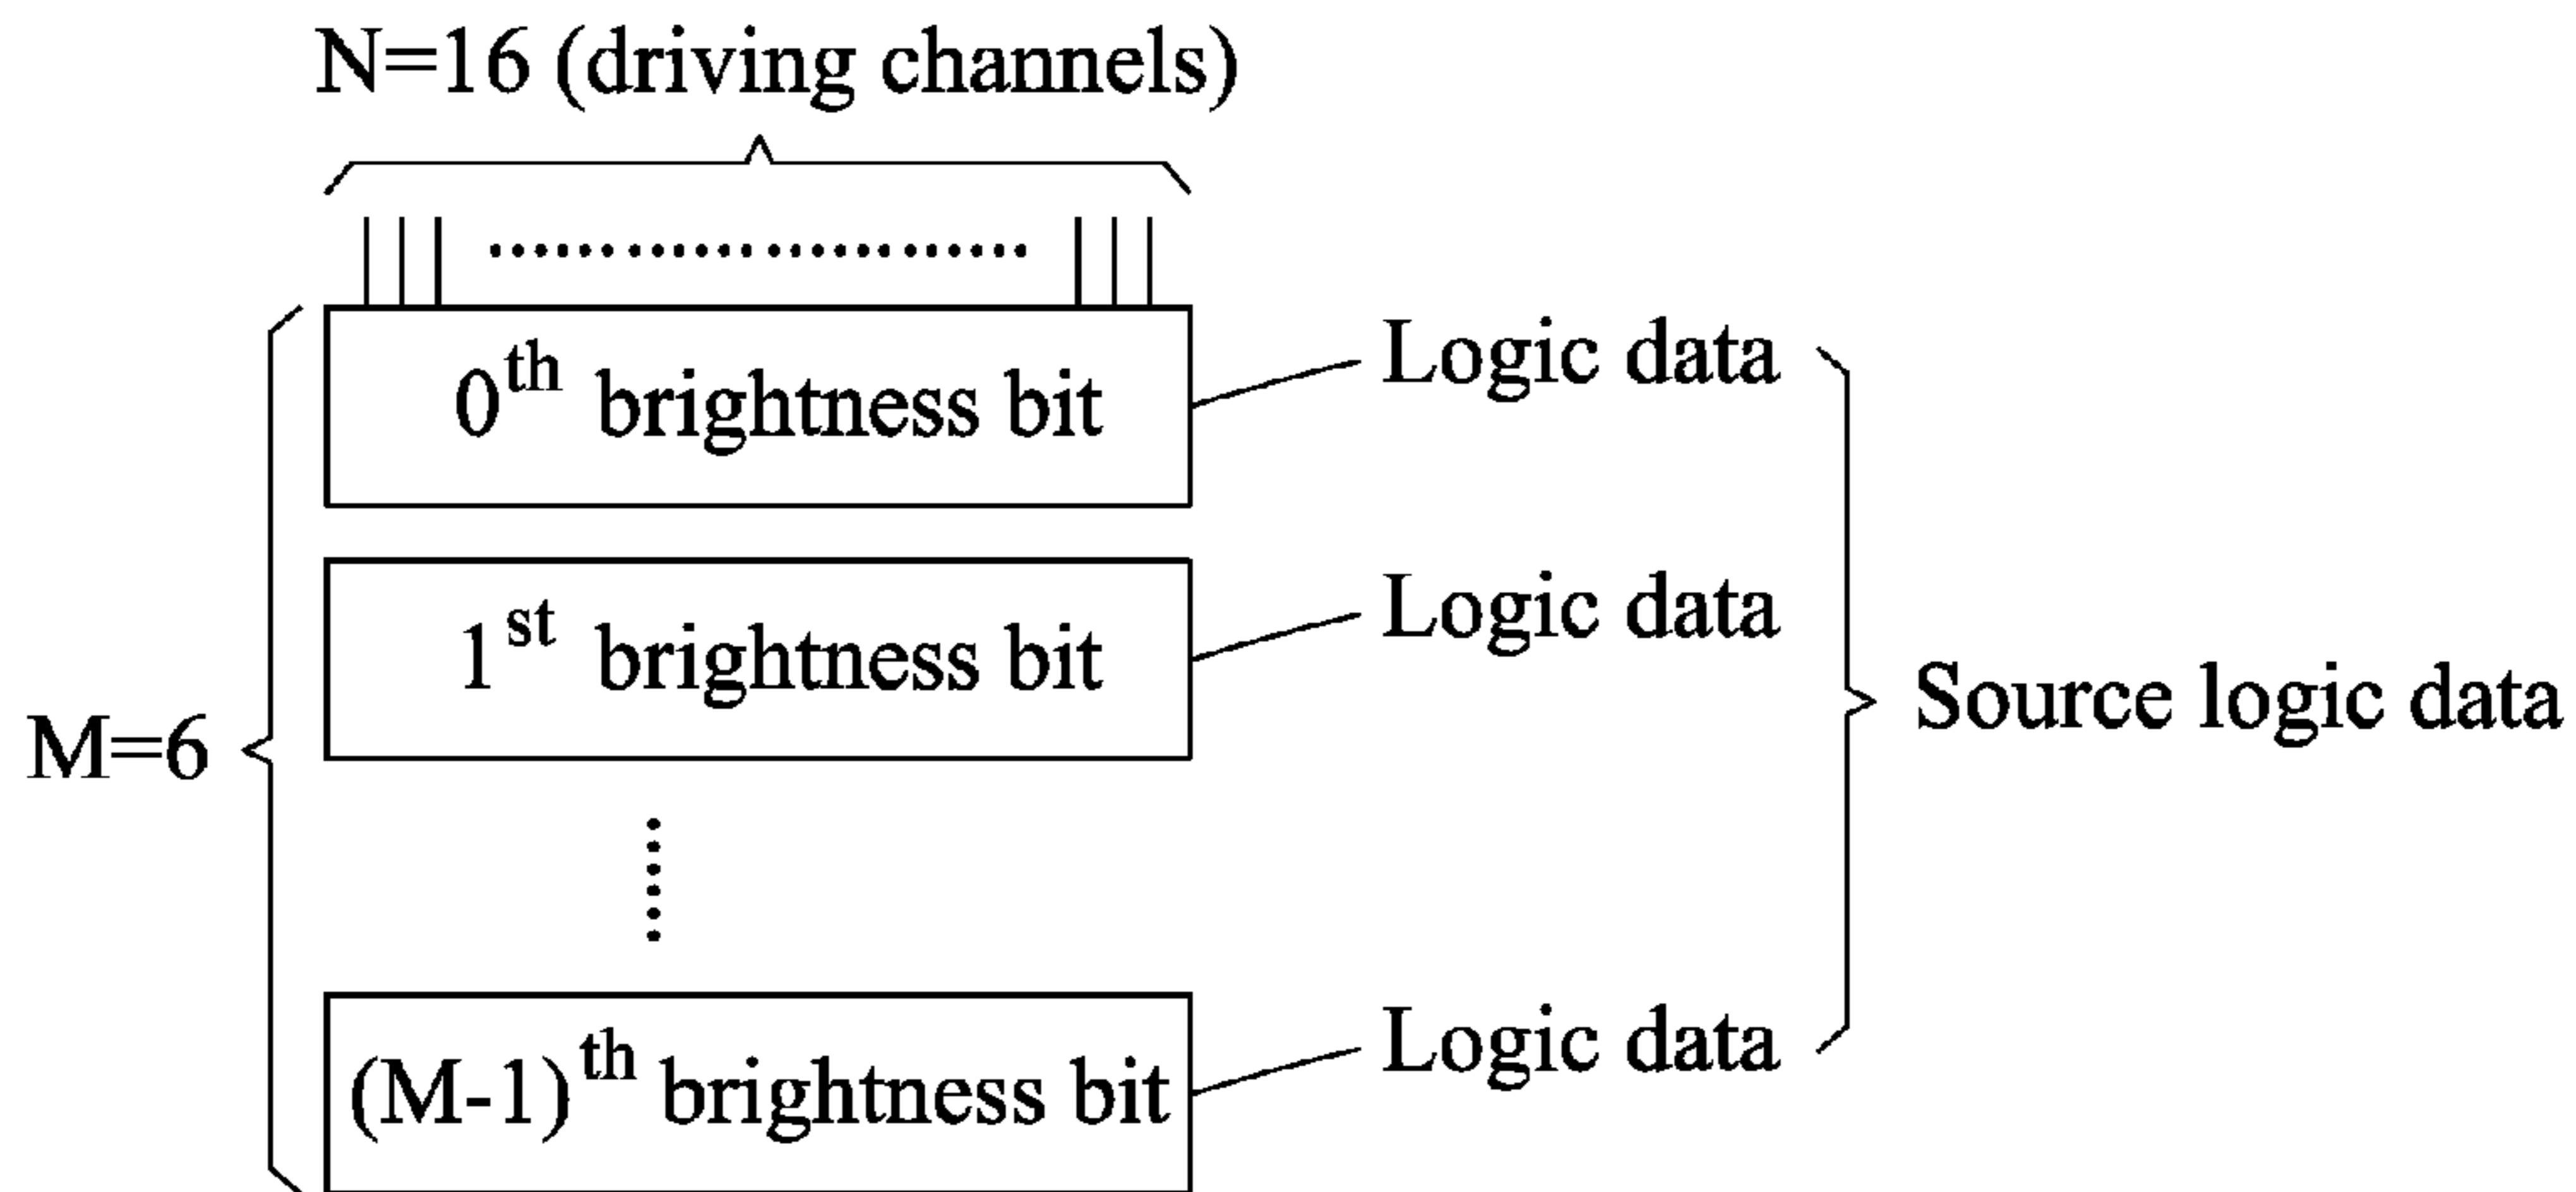 N=16 (driving channels)
0th brightness bit
Logic data
1st brightness bit
Logic data
M=6
Source logic data
(M-1)th brightness bit
Logic data